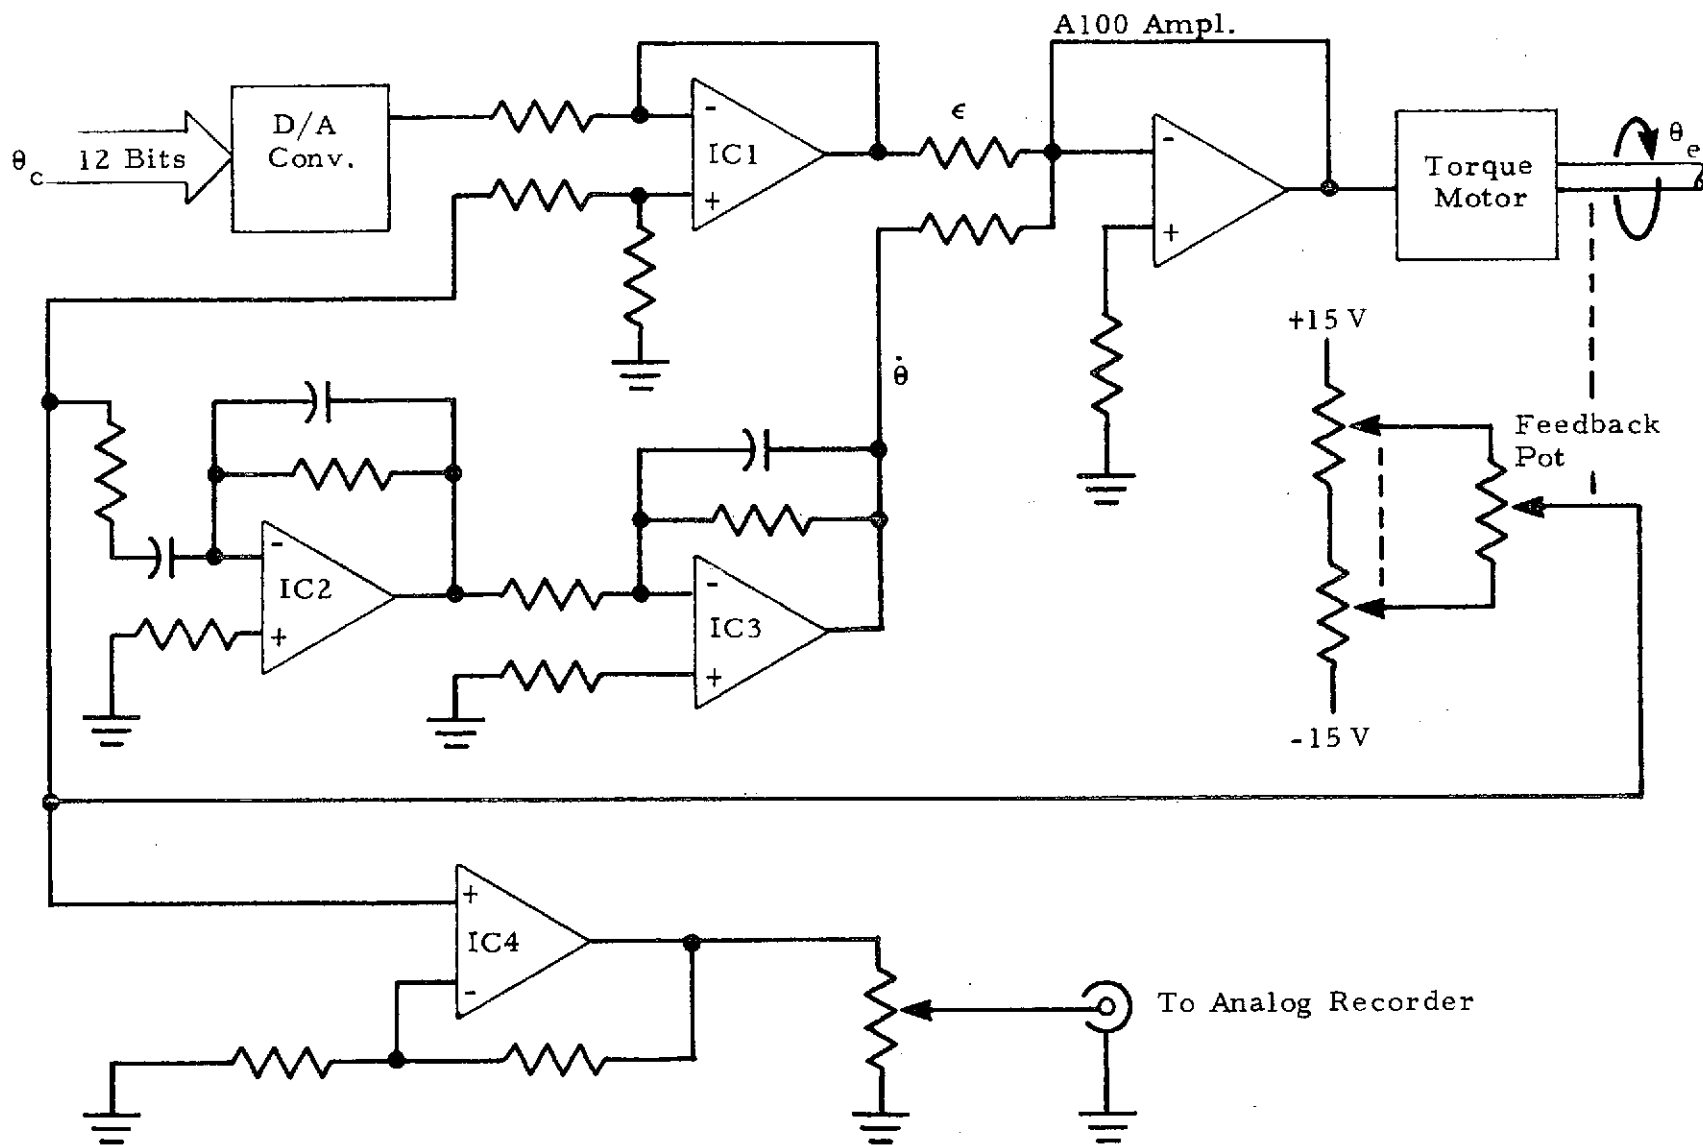 A100 Ampl.
D/A
Conv.
θc
12 Bits
-
IC1
+
ϵ
-
+
Torque
Motor
θe
θ̇
+15 V
Feedback
Pot
-15 V
-
IC2
+
-
IC3
+
+
IC4
-
To Analog Recorder